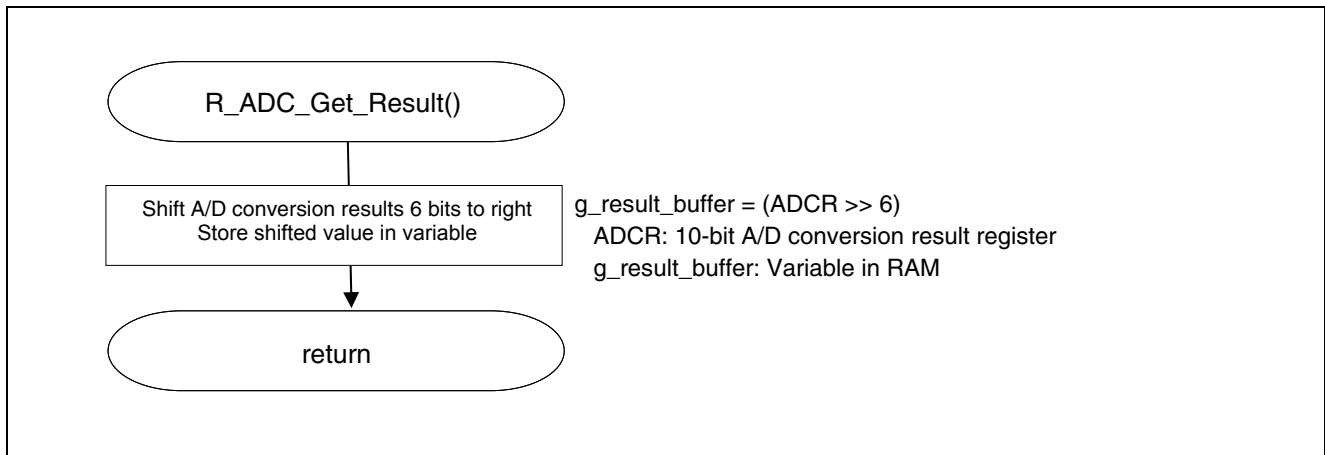 R_ADC_Get_Result()
Shift A/D conversion results 6 bits to right
Store shifted value in variable
g_result_buffer = (ADCR >> 6)
ADCR: 10-bit A/D conversion result register
g_result_buffer: Variable in RAM
return